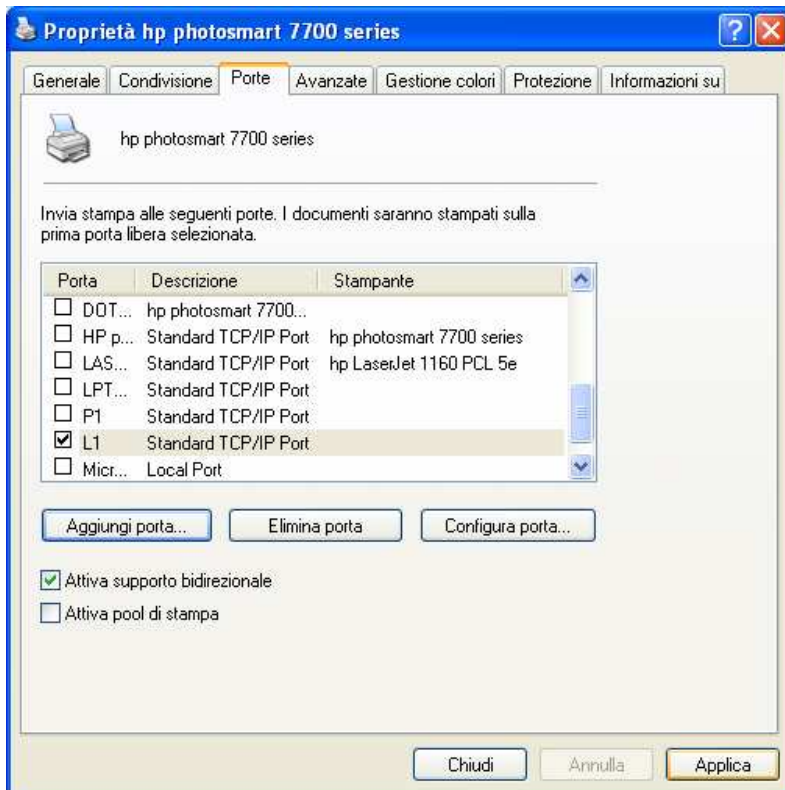 Proprietà hp photosmart 7700 series
Generale Condivisione Porte Avanzate Gestione colori Protezione Informazioni su
hp photosmart 7700 series
Invia stampa alle seguenti porte. I documenti saranno stampati sulla
prima porta libera selezionata.
Porta Descrizione Stampante
DOT... hp photosmart 7700...
HP p... Standard TCP/IP Port hp photosmart 7700 series
LAS... Standard TCP/IP Port hp LaserJet 1160 PCL 5e
LPT... Standard TCP/IP Port
P1 Standard TCP/IP Port
L1 Standard TCP/IP Port
Micr... Local Port
Aggiungi porta... Elimina porta Configura porta...
Attiva supporto bidirezionale
Attiva pool di stampa
Chiudi Annulla Applica